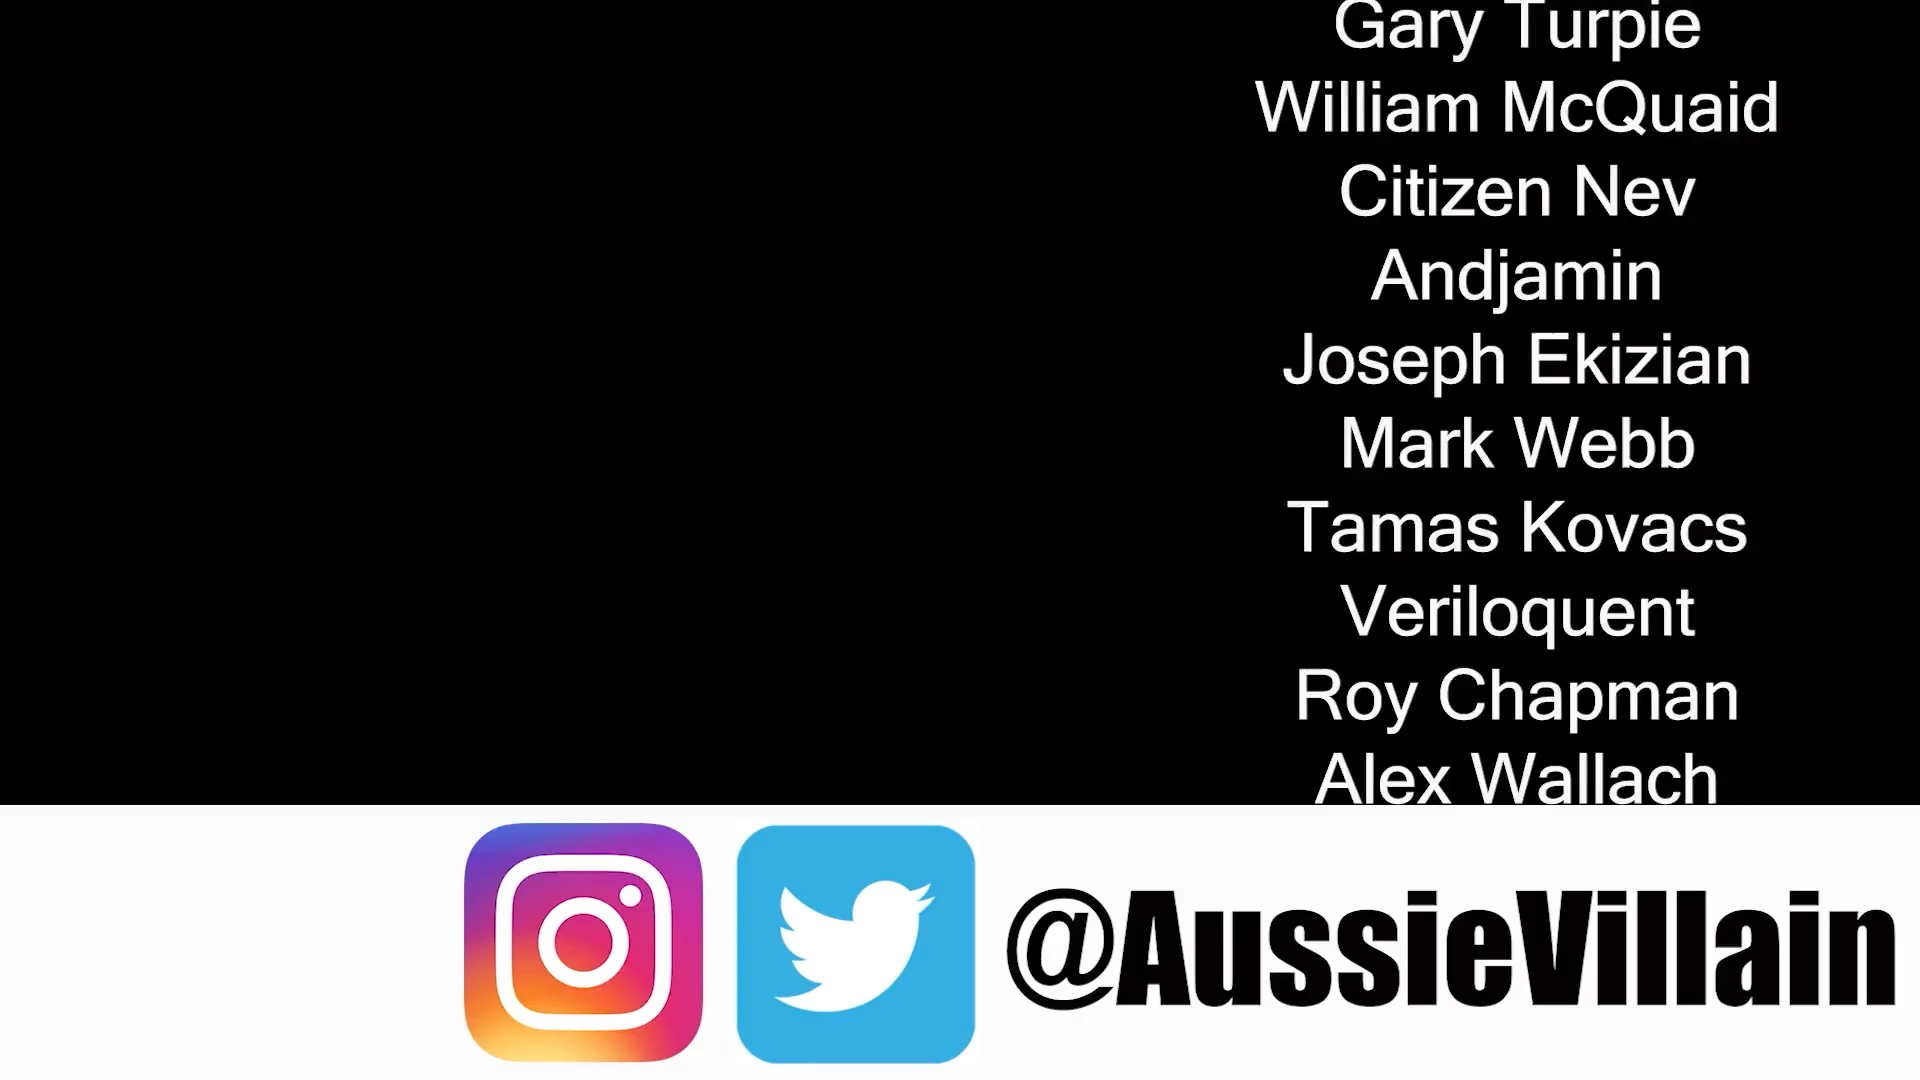 Gary Turpie
William McQuaid
Citizen Nev
Andjamin
Joseph Ekizian
Mark Webb
Tamas Kovacs
Veriloquent
Roy Chapman
Alex Wallach
@AussieVillain